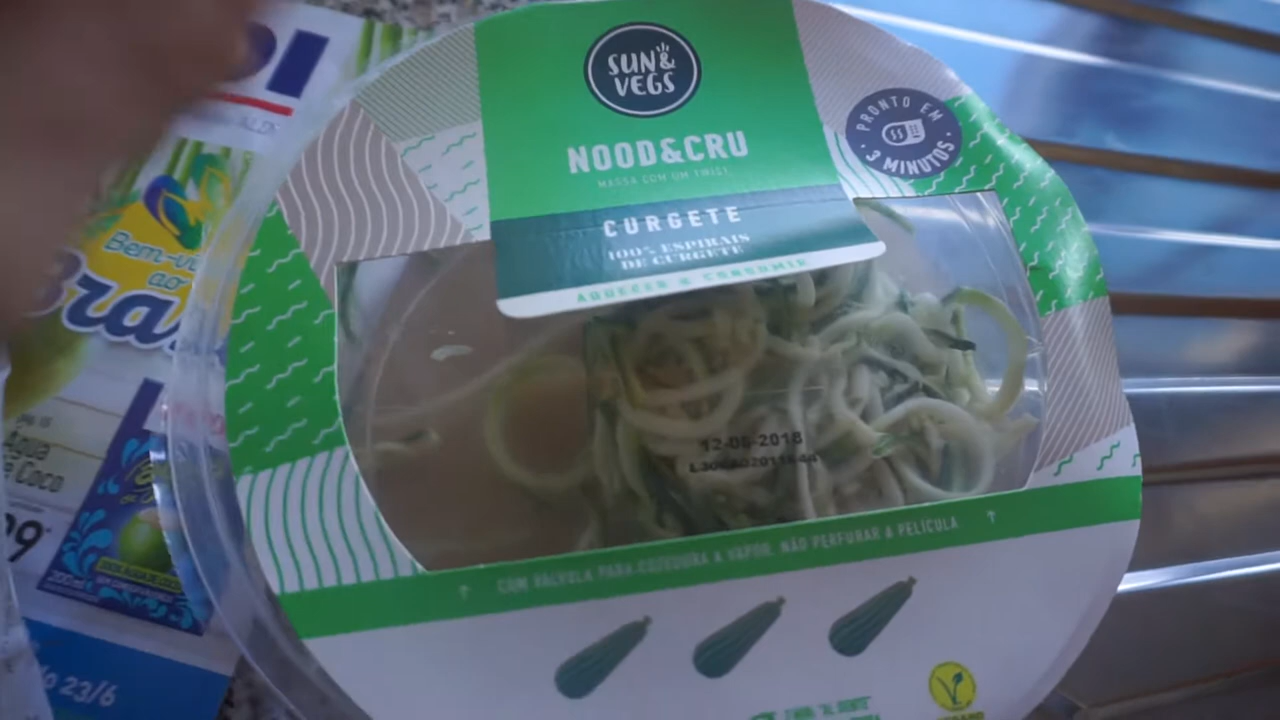 SUN&
VEGS
NOOD&CRU
MASSA COM UM TWIST
CURGETE
100% ESPIRAIS
DE CURGETE
AQUECER & CONSUMIR
PRONTO EM
3 MINUTOS
12-06-2018
COM VÁLVULA PARA COZEDURA A VAPOR. NÃO PERFURAR A PELÍCULA
Bem-vi
ao
Bra
Água
Coco
99
200ml
23/6